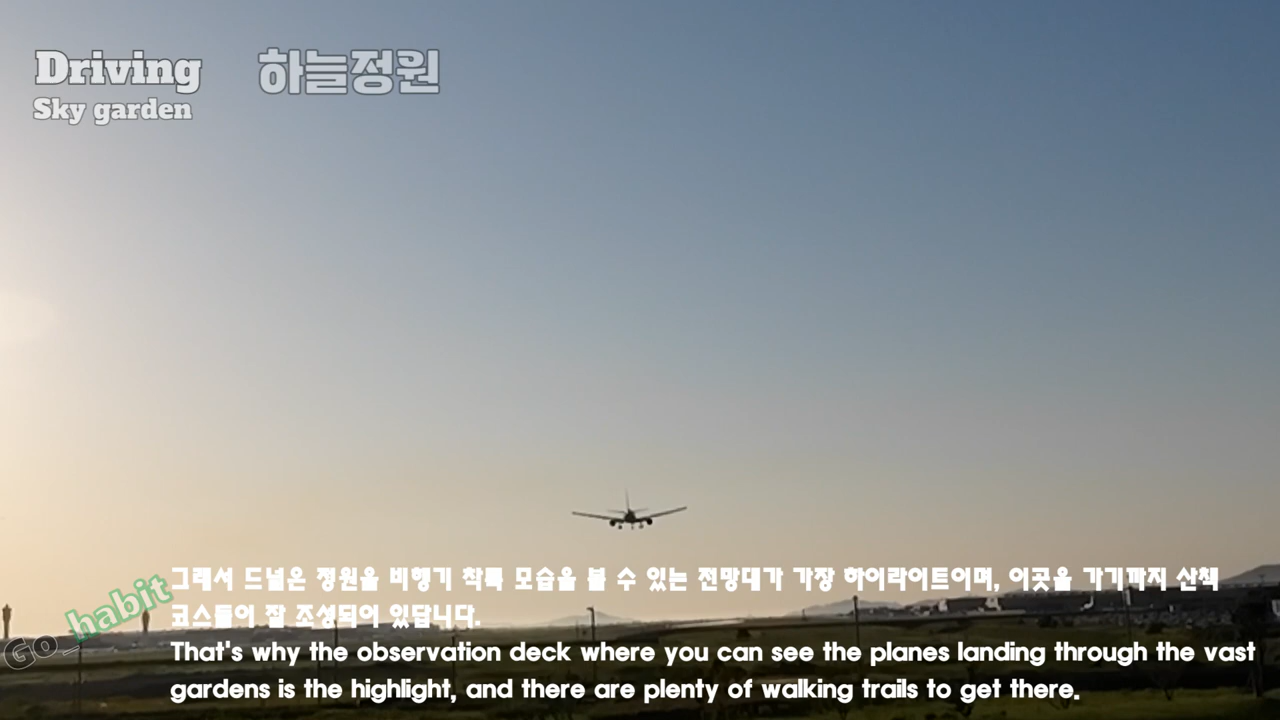 Driving 하늘정원
Sky garden
그래서 드넓은 정원을 비행기 착륙 모습을 볼 수 있는 전망대가 가장 하이라이트이며, 이곳을 가기까지 산책
코스들이 잘 조성되어 있답니다.
Go_habit
That's why the observation deck where you can see the planes landing through the vast
gardens is the highlight, and there are plenty of walking trails to get there.